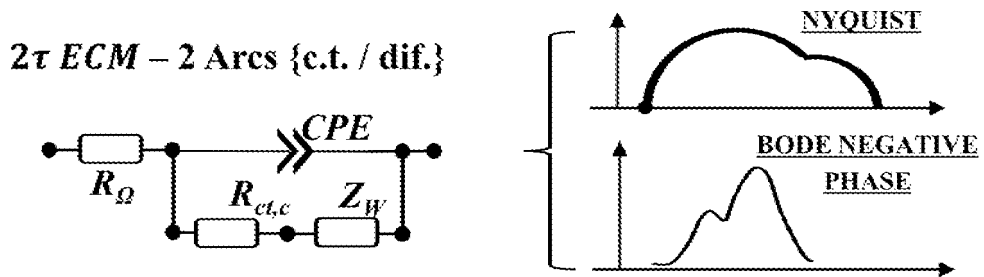 2τ ECM – 2 Arcs {c.t. / dif.}
CPE
R_Ω
R_ct,c
Z_W
NYQUIST
BODE NEGATIVE
PHASE